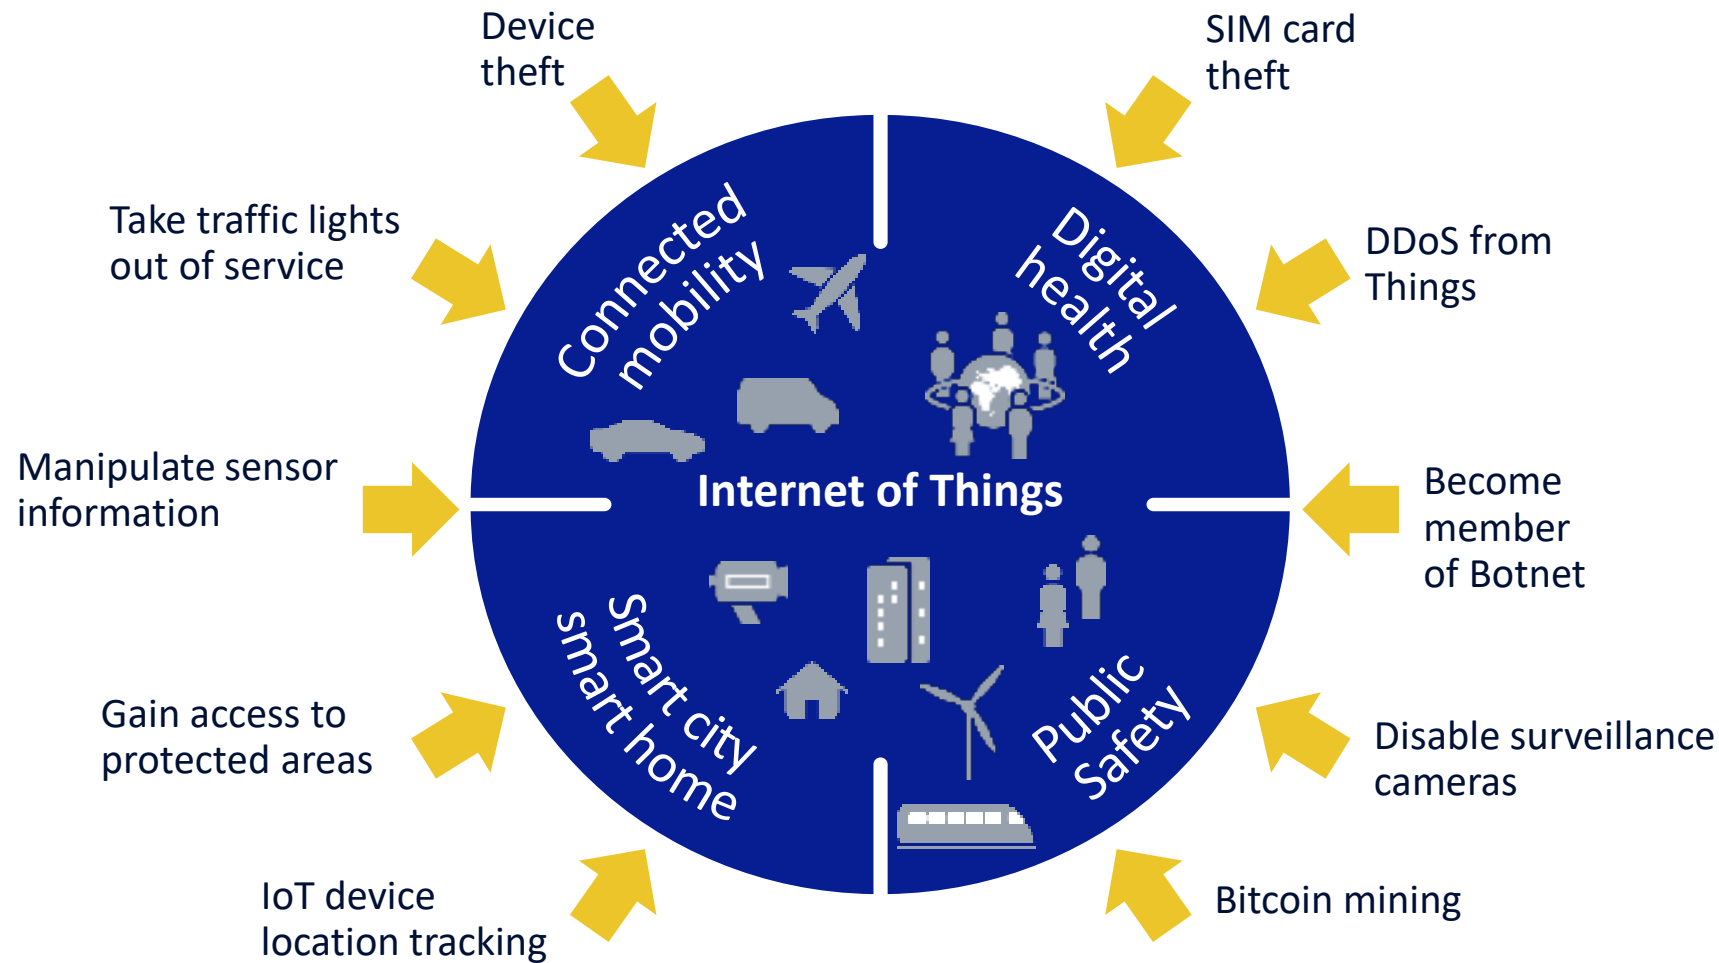 Device
theft
SIM card
theft
Take traffic lights
out of service
DDoS from
Things
Connected
mobility
Digital
health
Manipulate sensor
information
Internet of Things
Become
member
of Botnet
Smart city
smart home
Public
Safety
Gain access to
protected areas
Disable surveillance
cameras
IoT device
location tracking
Bitcoin mining